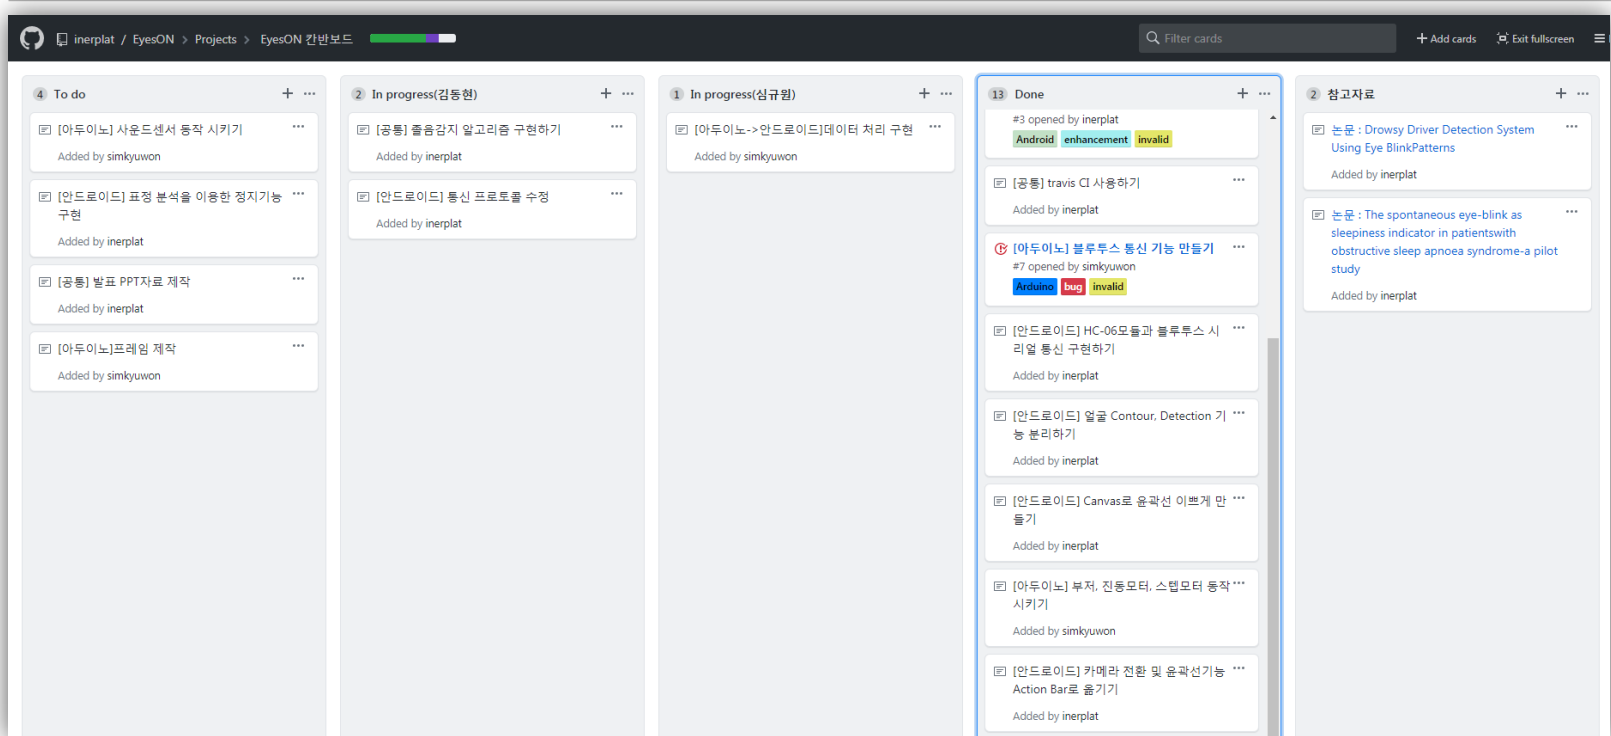 inerplat / EyesON > Projects > EyesON 칸반보드
Filter cards
+ Add cards
Exit fullscreen
4 To do
[아두이노] 사운드센서 동작 시키기
Added by simkyuwon
[안드로이드] 표정 분석을 이용한 정지기능
구현
Added by inerplat
[공통] 발표 PPT자료 제작
Added by inerplat
[아두이노]프레임 제작
Added by simkyuwon
2 In progress(김동현)
[공통] 졸음감지 알고리즘 구현하기
Added by inerplat
[안드로이드] 통신 프로토콜 수정
Added by inerplat
1 In progress(심규원)
[아두이노->안드로이드]데이터 처리 구현
Added by simkyuwon
13 Done
#3 opened by inerplat
Android enhancement invalid
[공통] travis CI 사용하기
Added by inerplat
[아두이노] 블루투스 통신 기능 만들기
#7 opened by simkyuwon
Arduino bug invalid
[안드로이드] HC-06모듈과 블루투스 시
리얼 통신 구현하기
Added by inerplat
[안드로이드] 얼굴 Contour, Detection 기
능 분리하기
Added by inerplat
[안드로이드] Canvas로 윤곽선 이쁘게 만
들기
Added by inerplat
[아두이노] 부저, 진동모터, 스텝모터 동작
시키기
Added by simkyuwon
[안드로이드] 카메라 전환 및 윤곽선기능
Action Bar로 옮기기
Added by inerplat
2 참고자료
논문 : Drowsy Driver Detection System
Using Eye BlinkPatterns
Added by inerplat
논문 : The spontaneous eye-blink as
sleepiness indicator in patientswith
obstructive sleep apnoea syndrome-a pilot
study
Added by inerplat